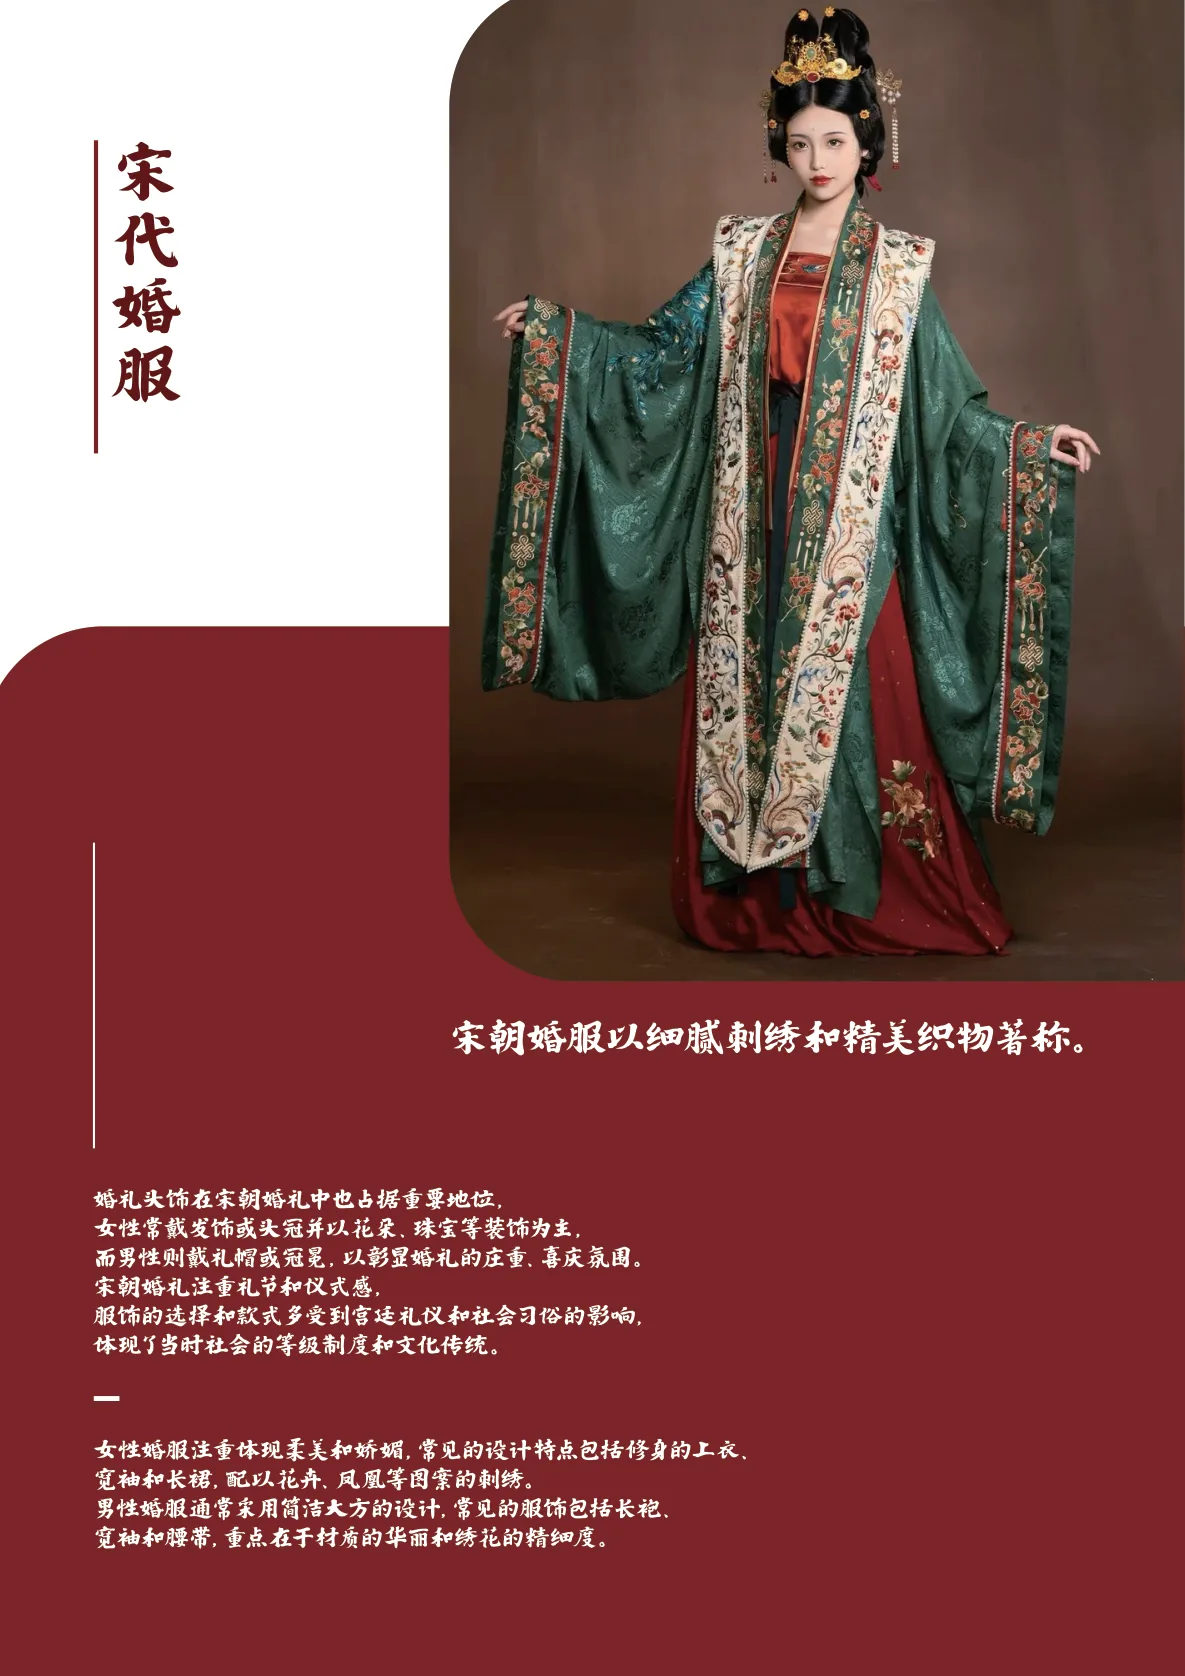 宋代婚服
宋朝婚服以细腻刺绣和精美织物著称。
婚礼头饰在宋朝婚礼中也占据重要地位,
女性常戴发饰或头冠并以花朵、珠宝等装饰为主,
而男性则戴礼帽或冠冕,以彰显婚礼的庄重、喜庆氛围。
宋朝婚礼注重礼节和仪式感,
服饰的选择和款式多受到宫廷礼仪和社会习俗的影响,
体现了当时社会的等级制度和文化传统。
女性婚服注重体现柔美和娇媚,常见的设计特点包括修身的上衣、
宽袖和长裙,配以花卉、凤凰等图案的刺绣。
男性婚服通常采用简洁大方的设计,常见的服饰包括长袍、
宽袖和腰带,重点在于材质的华丽和绣花的精细度。